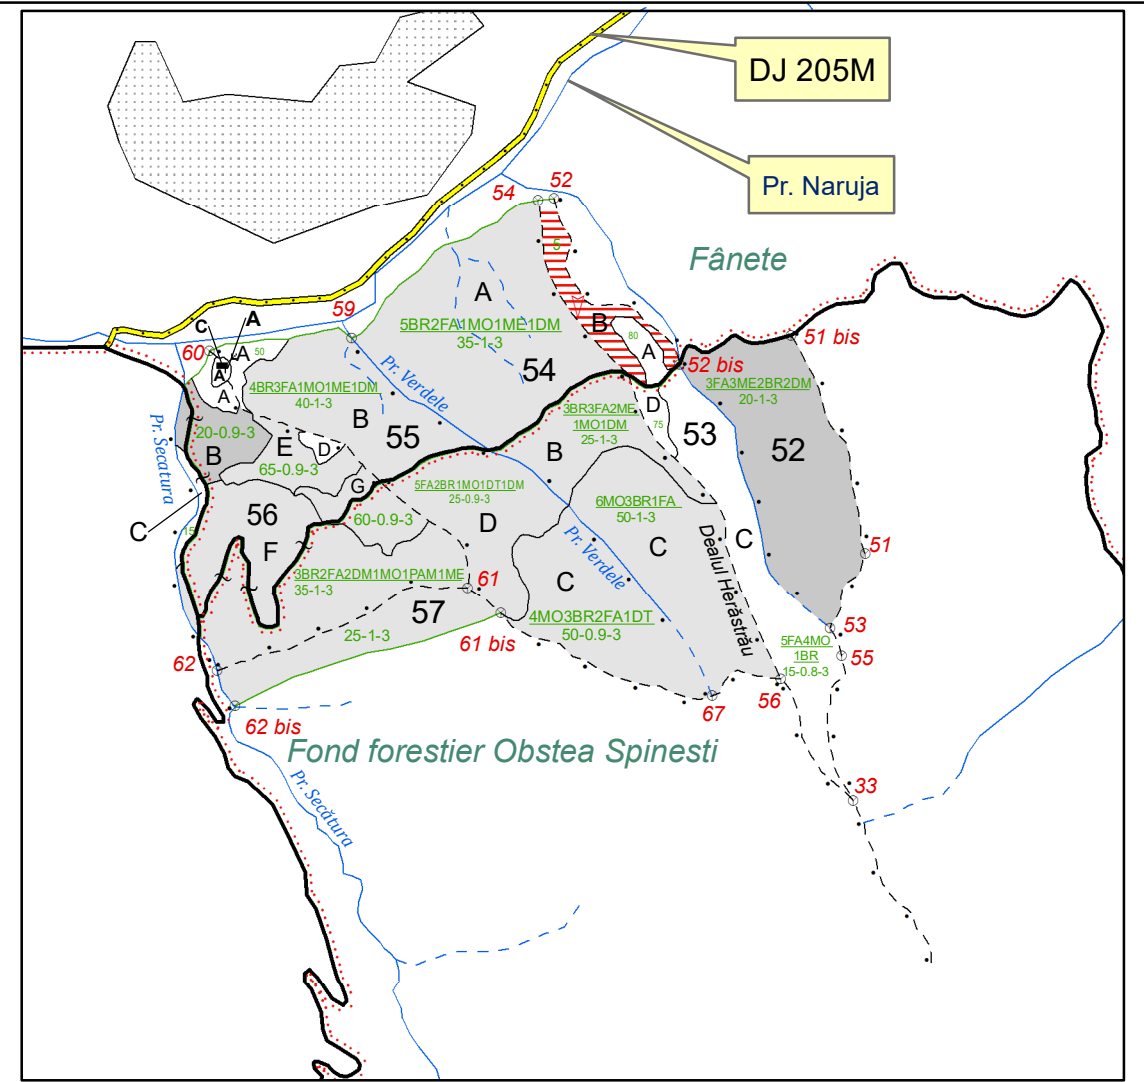 DJ 205M
Pr. Naruja
52
54
5
Fânete
A
5BR2FA1MO1ME1DM
35-1-3
54
B
80
A
59
51 bis
52 bis
C
A
60
A
50
A
A
4BR3FA1MO1ME1DM
40-1-3
B
55
Pr. Verdele
3FA3ME2BR2DM
20-1-3
52
3BR3FA2ME
1MO1DM
25-1-3
D
75
53
Pr. Secatura
20-0.9-3
B
E
65-0.9-3
D
G
B
5FA2BR1MO1DT1DM
25-0.9-3
D
6MO3BR1FA
50-1-3
C
C
56
60-0.9-3
15
C
F
Pr. Verdele
Dealul Herăstrău
51
3BR2FA2DM1MO1PAM1ME
35-1-3
61
57
25-1-3
C
4MO3BR2FA1DT
50-0.9-3
61 bis
53
5FA4MO
1BR
15-0.8-3
55
62
56
67
62 bis
Fond forestier Obstea Spinesti
Pr. Secătura
33